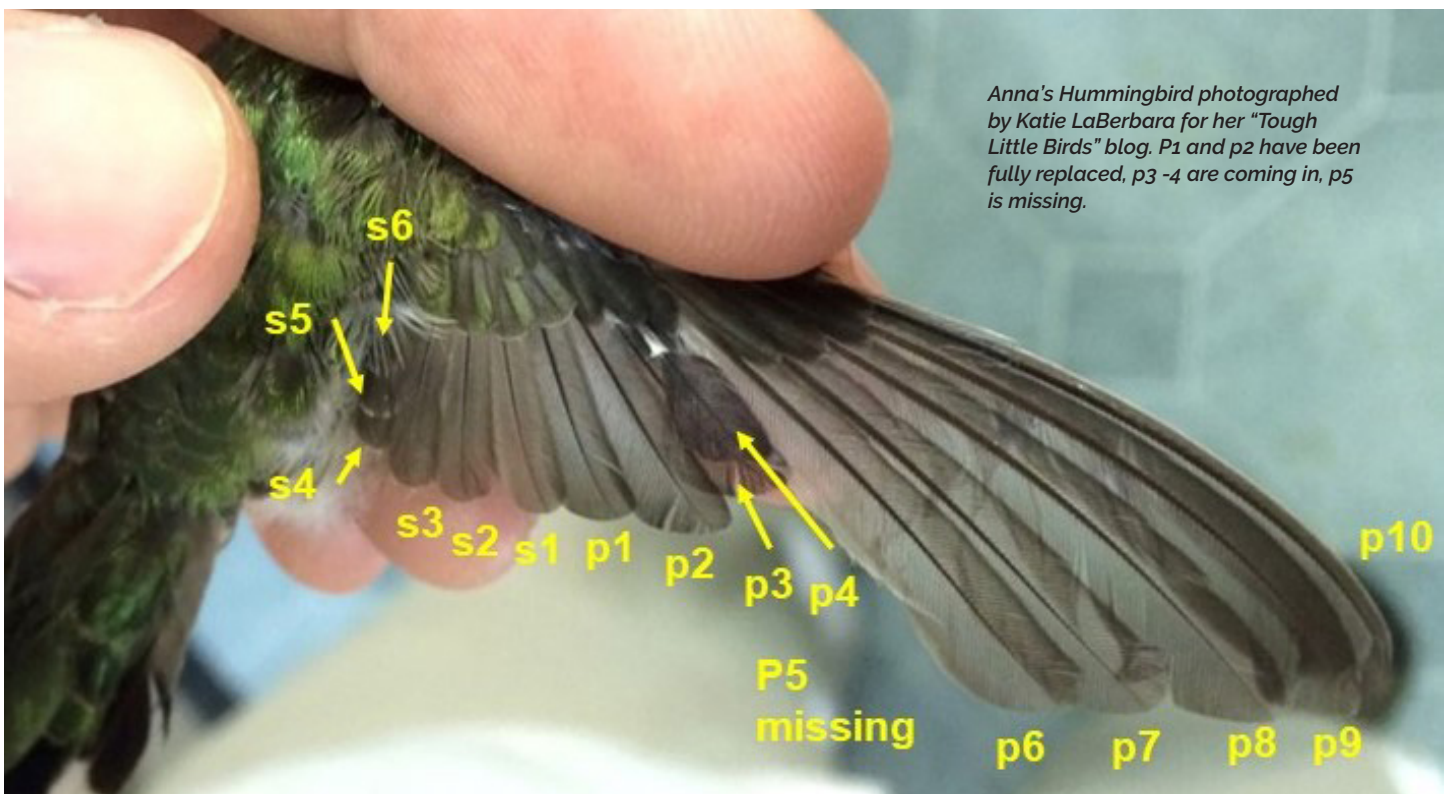 Anna's Hummingbird photographed
by Katie LaBerbara for her “Tough
Little Birds” blog. P1 and p2 have been
fully replaced, p3 -4 are coming in, p5
is missing.
s6
s5
s4
s3
s2
s1
p1
p2
p3
p4
P5
missing
p6
p7
p8
p9
p10